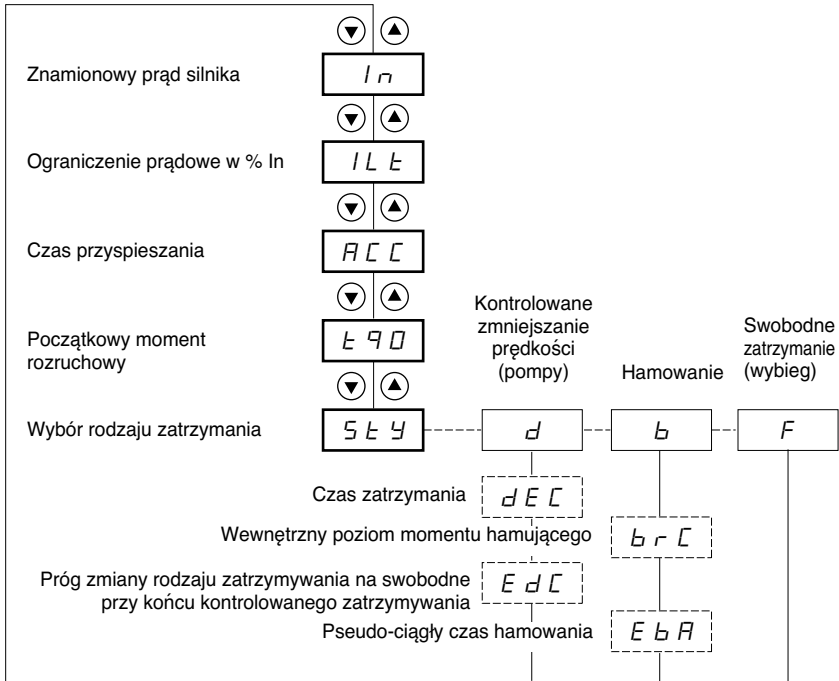 Znamionowy prąd silnika
In
Ograniczenie prądowe w % In
ILt
Czas przyspieszania
ACC
Początkowy moment
rozruchowy
tq0
Kontrolowane
zmniejszanie
prędkości
(pompy)
Hamowanie
Swobodne
zatrzymanie
(wybieg)
Wybór rodzaju zatrzymania
StY
d
b
F
Czas zatrzymania
dEC
Wewnętrzny poziom momentu hamującego
brC
Próg zmiany rodzaju zatrzymywania na swobodne
przy końcu kontrolowanego zatrzymywania
EdC
Pseudo-ciągły czas hamowania
EbA